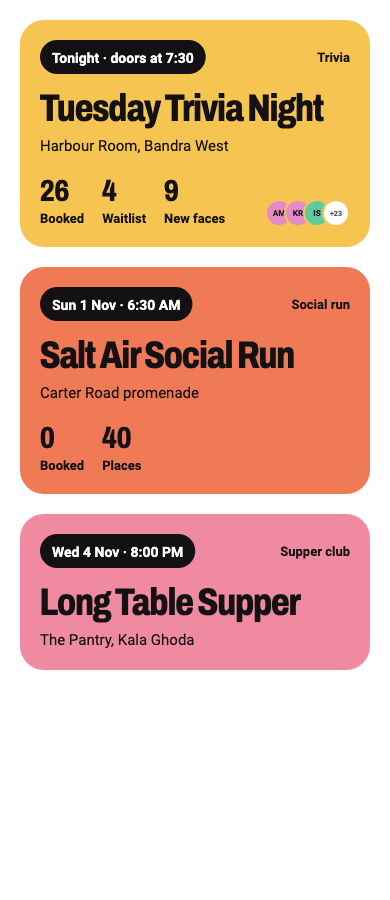 Tonight · doors at 7:30
Trivia
Tuesday Trivia Night
Harbour Room, Bandra West
26 4 9
Booked Waitlist New faces
AM KR IS +23
Sun 1 Nov · 6:30 AM
Social run
Salt Air Social Run
Carter Road promenade
0 40
Booked Places
Wed 4 Nov · 8:00 PM
Supper club
Long Table Supper
The Pantry, Kala Ghoda